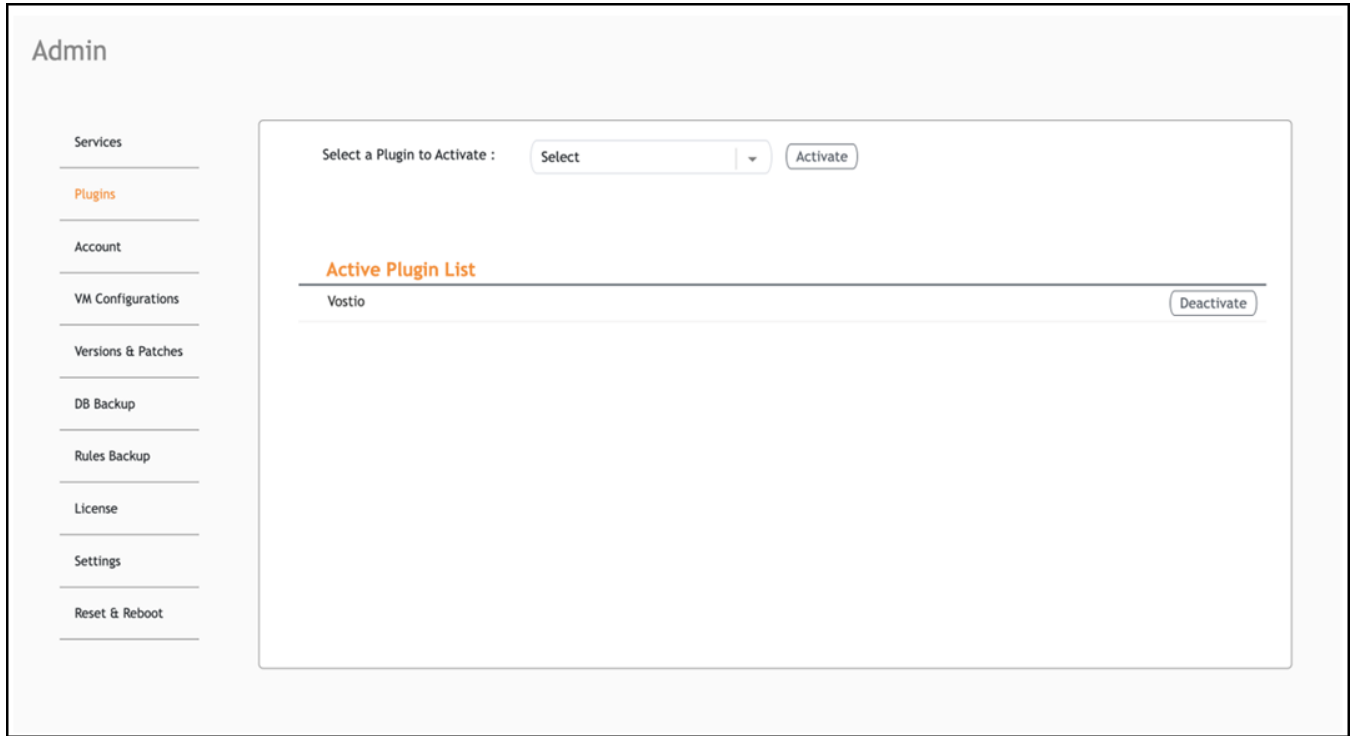 Admin
Services
Plugins
Account
VM Configurations
Versions & Patches
DB Backup
Rules Backup
License
Settings
Reset & Reboot
Select a Plugin to Activate : Select Activate
Active Plugin List
Vostio Deactivate